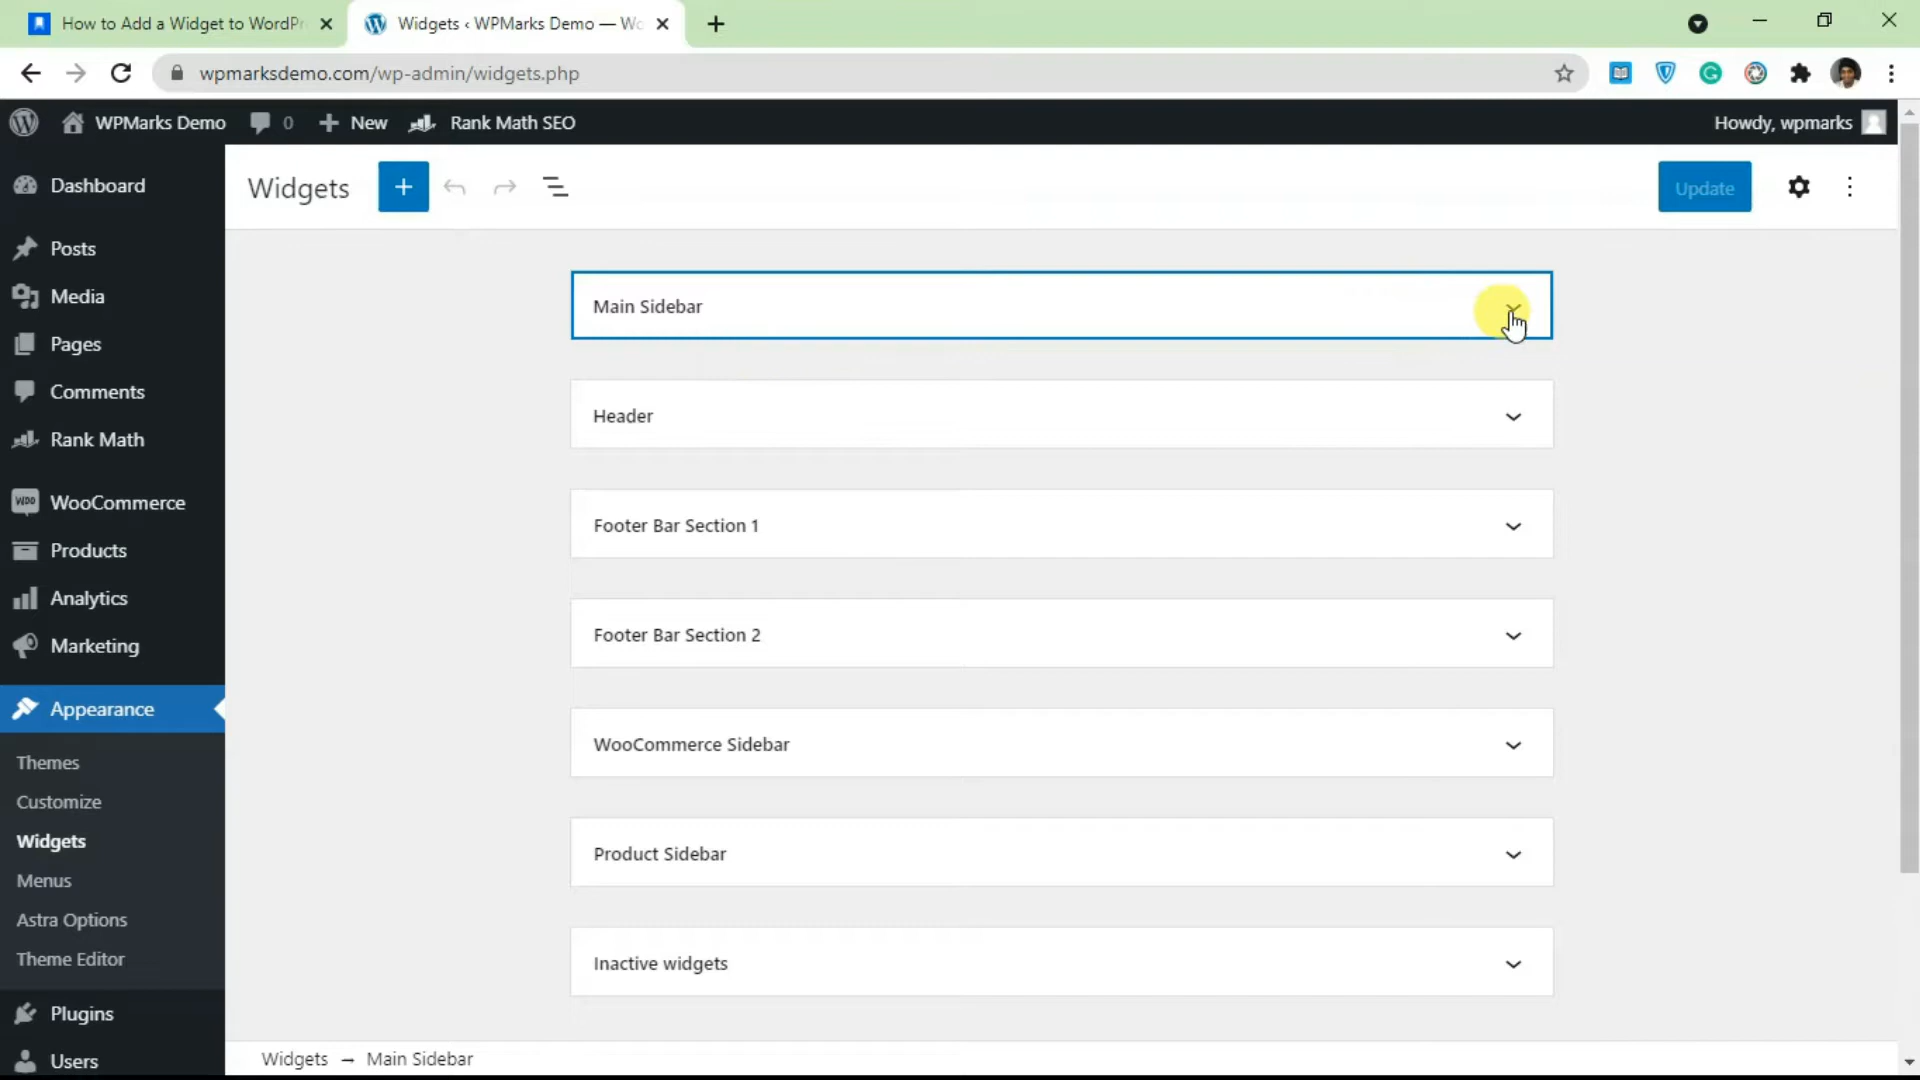 How to Add a Widget to WordPr
Widgets ‹ WPMarks Demo — Wo
wpmarksdemo.com/wp-admin/widgets.php
WPMarks Demo
0
New
Rank Math SEO
Howdy, wpmarks
Dashboard
Posts
Media
Pages
Comments
Rank Math
WooCommerce
Products
Analytics
Marketing
Appearance
Themes
Customize
Widgets
Menus
Astra Options
Theme Editor
Plugins
Users
Widgets
Update
Main Sidebar
Header
Footer Bar Section 1
Footer Bar Section 2
WooCommerce Sidebar
Product Sidebar
Inactive widgets
Widgets → Main Sidebar